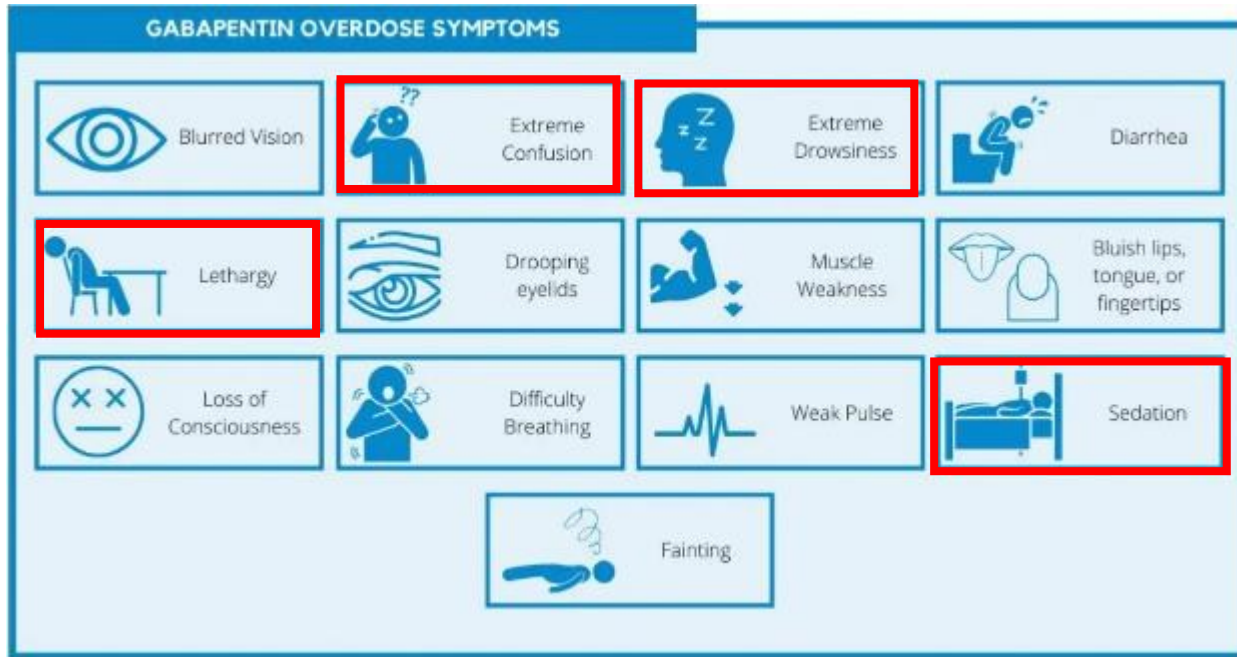 GABAPENTIN OVERDOSE SYMPTOMS
Blurred Vision
??
Extreme
Confusion
Z
Z
Z
Extreme
Drowsiness
Diarrhea
Lethargy
Drooping
eyelids
Muscle
Weakness
Bluish lips,
tongue, or
fingertips
Loss of
Consciousness
Difficulty
Breathing
Weak Pulse
Sedation
Fainting